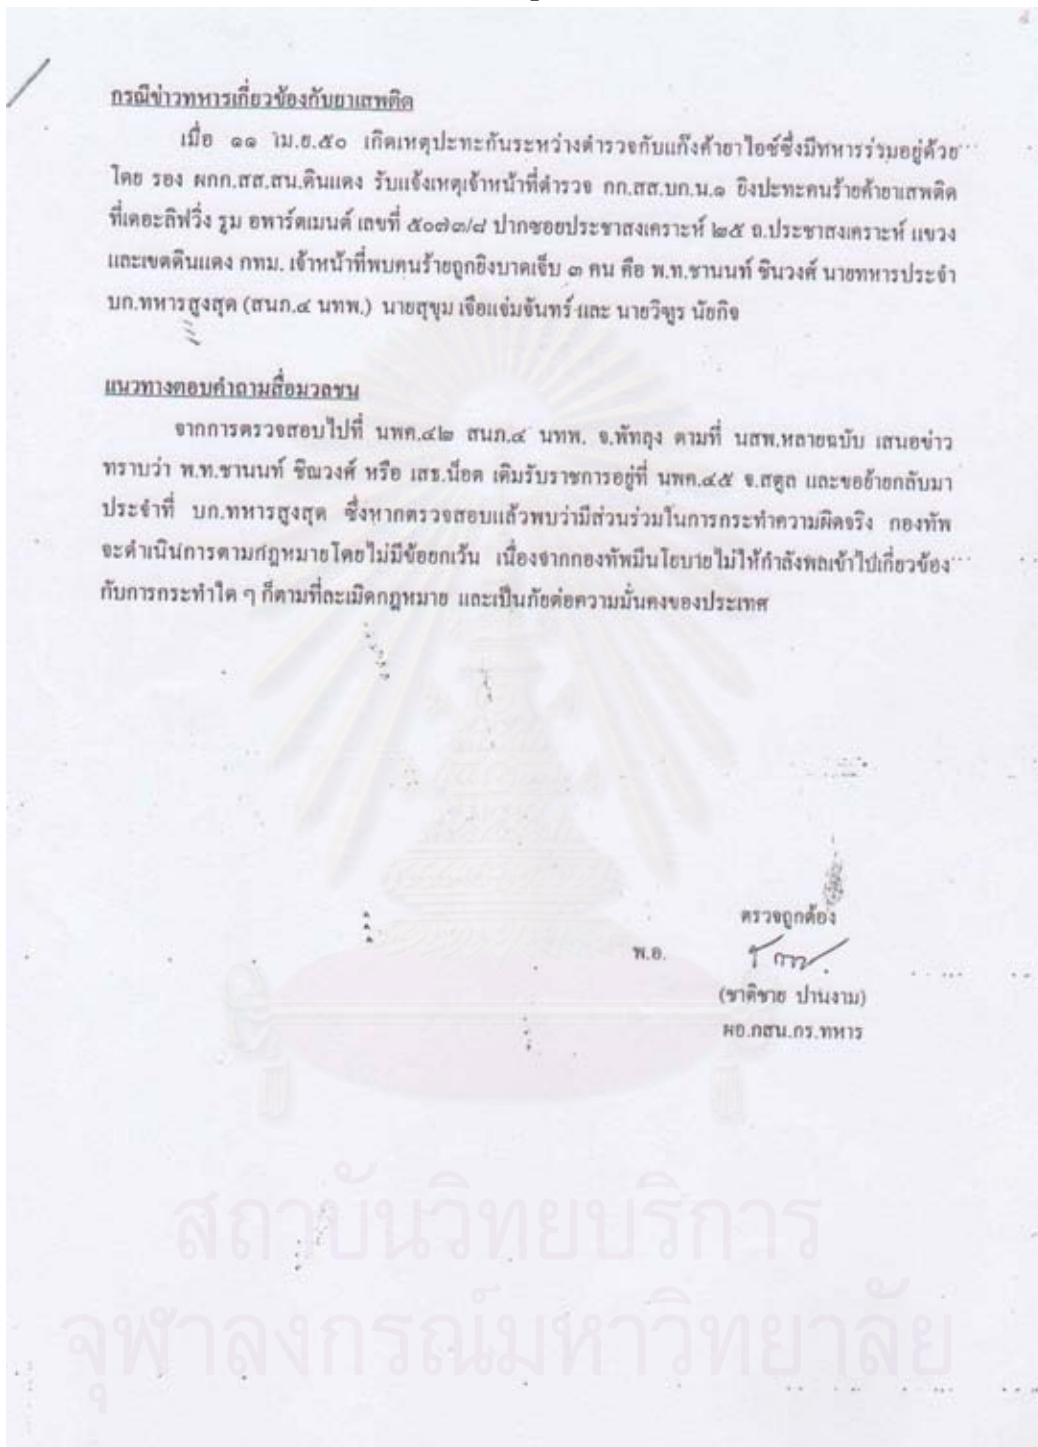 กรณีข่าวทหารเกี่ยวข้องกับยาเสพติด
เมื่อ ๑๑ เม.ย.๕๐ เกิดเหตุปะทะกันระหว่างตำรวจกับแก๊งค้ายาไอซ์ซึ่งมีทหารร่วมอยู่ด้วย
โดย รอง ผกก.สส.สน.ดินแดง รับแจ้งเหตุเจ้าหน้าที่ตำรวจ กก.สส.บก.น.๑ ยิงปะทะคนร้ายค้ายาเสพติด
ที่เดอะลิฟวิ่ง รูม อพาร์ตเมนต์ เลขที่ ๕๐๗๓/๘ ปากซอยประชาสงเคราะห์ ๒๕ ถ.ประชาสงเคราะห์ แขวง
และเขตดินแดง กทม. เจ้าหน้าที่พบคนร้ายถูกยิงบาดเจ็บ ๓ คน คือ พ.ท.ชานนท์ ชินวงศ์ นายทหารประจำ
บก.ทหารสูงสุด (สนภ.๔ นทพ.) นายสุขุม เจือแจ่มจันทร์ และ นายวิฑูร นัยกิจ
แนวทางตอบคำถามสื่อมวลชน
จากการตรวจสอบไปที่ นพค.๔๒ สนภ.๔ นทพ. จ.พัทลุง ตามที่ นสพ.หลายฉบับ เสนอข่าว
ทราบว่า พ.ท.ชานนท์ ชิณวงศ์ หรือ เสธ.น็อต เดิมรับราชการอยู่ที่ นพค.๔๕ จ.สตูล และขอย้ายกลับมา
ประจำที่ บก.ทหารสูงสุด ซึ่งหากตรวจสอบแล้วพบว่ามีส่วนร่วมในการกระทำความผิดจริง กองทัพ
จะดำเนินการตามกฎหมายโดยไม่มีข้อยกเว้น เนื่องจากกองทัพมีนโยบายไม่ให้กำลังพลเข้าไปเกี่ยวข้อง
กับการกระทำใด ๆ ก็ตามที่ละเมิดกฎหมาย และเป็นภัยต่อความมั่นคงของประเทศ
ตรวจถูกต้อง
พ.อ.
(ชาติชาย ปานงาม)
ผอ.กสน.กร.ทหาร
สถาบันวิทยบริการ
จุฬาลงกรณ์มหาวิทยาลัย